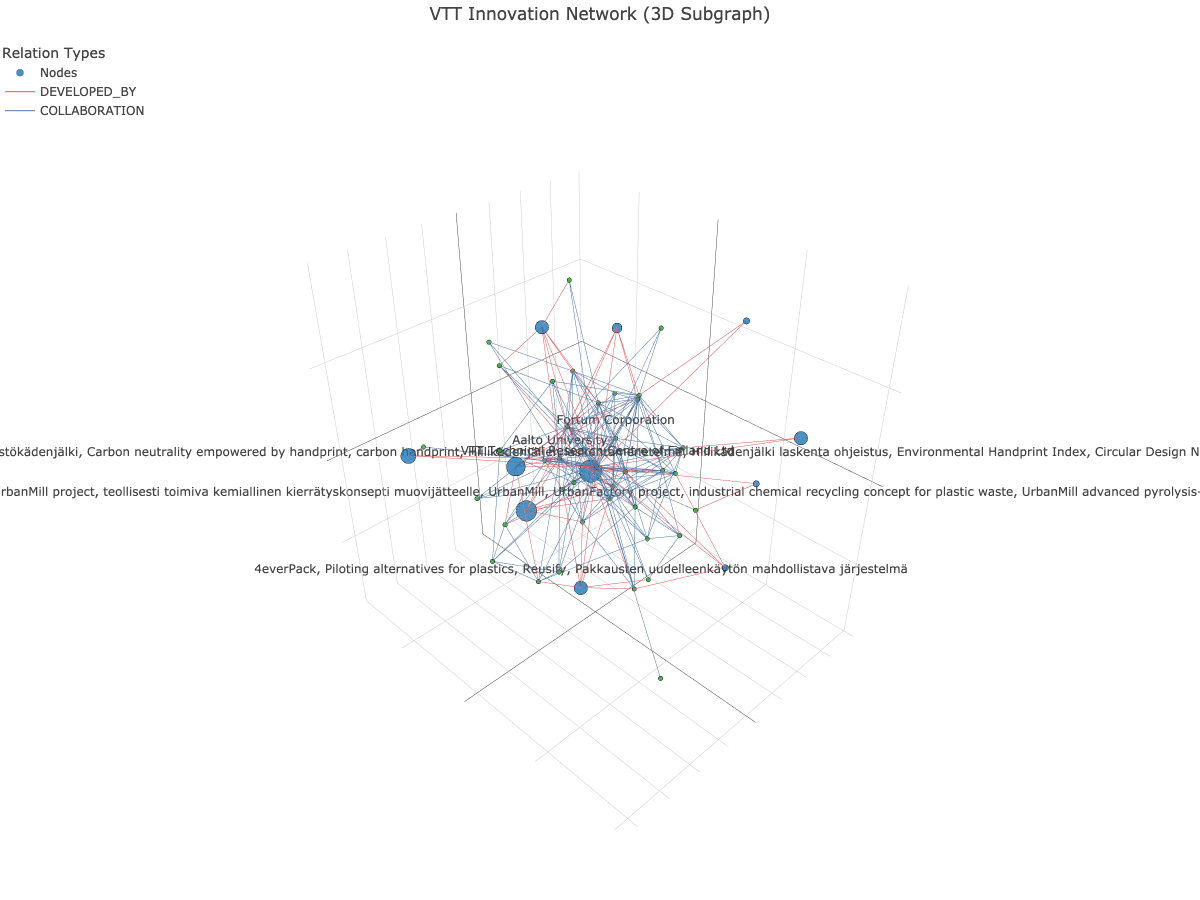 VTT Innovation Network (3D Subgraph)
Relation Types
Nodes
DEVELOPED_BY
COLLABORATION
Fortum Corporation
Aalto University
VTT Technical Research Centre of Finland Ltd
stökädenjälki, Carbon neutrality empowered by handprint, carbon handprint, laskenta ohjeistus, Environmental Handprint Index, Circular Design N
rbanMill project, teollisesti toimiva kemiallinen kierrätyskonsepti muovijätteelle, UrbanMill, UrbanFactory project, industrial chemical recycling concept for plastic waste, UrbanMill advanced pyrolysis-
4everPack, Piloting alternatives for plastics, Reusify, Pakkausten uudelleenkäytön mahdollistava järjestelmä